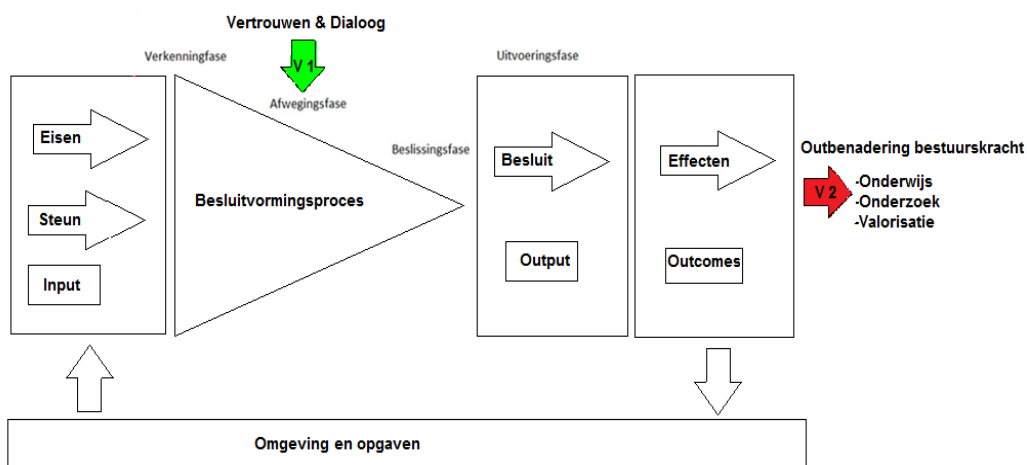 Vertrouwen & Dialoog
V 1
Verkenningfase
Afwegingsfase
Beslissingsfase
Uitvoeringsfase
Eisen
Steun
Input
Besluitvormingsproces
Besluit
Output
Effecten
Outcomes
Outbenadering bestuurskracht
V 2
-Onderwijs
-Onderzoek
-Valorisatie
Omgeving en opgaven